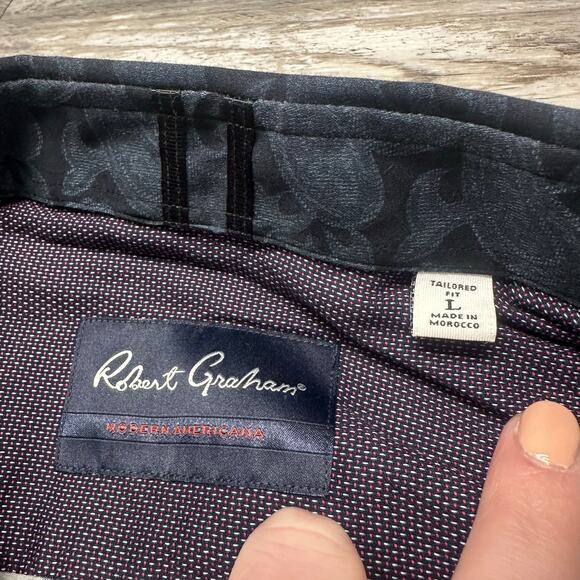 Robert Graham®
MODERN AMERICANA
TAILORED
FIT
L
MADE IN
MOROCCO